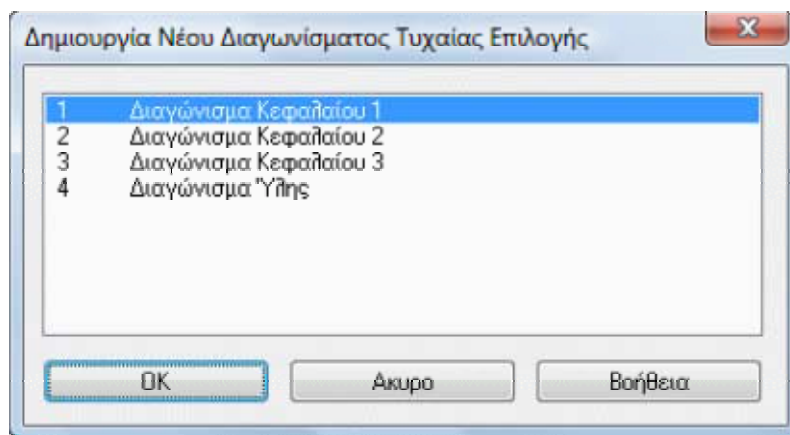 Δημιουργία Νέου Διαγωνίσματος Τυχαίας Επιλογής
1 Διαγώνισμα Κεφαλαίου 1
2 Διαγώνισμα Κεφαλαίου 2
3 Διαγώνισμα Κεφαλαίου 3
4 Διαγώνισμα Ύλης
OK Ακυρο Βοήθεια